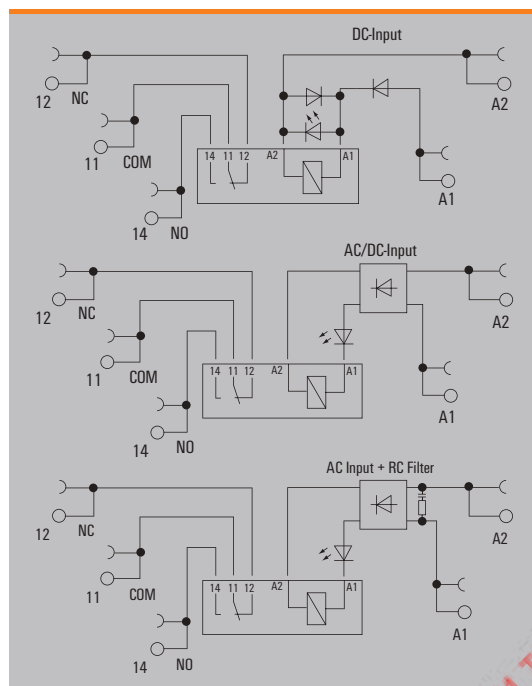 DC-Input
12 NC
A2
11 COM
14 11 12 A2 A1
A1
14 NO
AC/DC-Input
12 NC
A2
11 COM
14 11 12 A2 A1
A1
14 NO
AC Input + RC Filter
12 NC
A2
11 COM
14 11 12 A2 A1
A1
14 NO